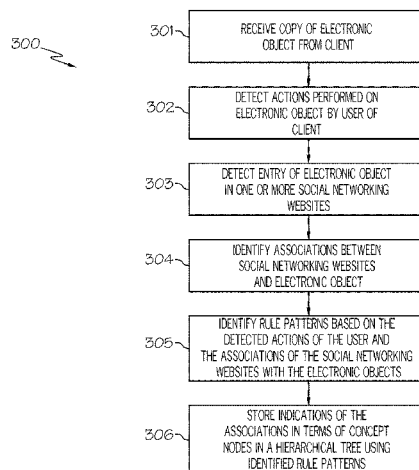 300
301
RECEIVE COPY OF ELECTRONIC
OBJECT FROM CLIENT
302
DETECT ACTIONS PERFORMED ON
ELECTRONIC OBJECT BY USER OF
CLIENT
303
DETECT ENTRY OF ELECTRONIC OBJECT
IN ONE OR MORE SOCIAL NETWORKING
WEBSITES
304
IDENTIFY ASSOCIATIONS BETWEEN
SOCIAL NETWORKING WEBSITES
AND ELECTRONIC OBJECT
305
IDENTIFY RULE PATTERNS BASED ON THE
DETECTED ACTIONS OF THE USER AND
THE ASSOCIATIONS OF THE SOCIAL NETWORKING
WEBSITES WITH THE ELECTRONIC OBJECTS
306
STORE INDICATIONS OF THE
ASSOCIATIONS IN TERMS OF CONCEPT
NODES IN A HIERARCHICAL TREE USING
IDENTIFIED RULE PATTERNS